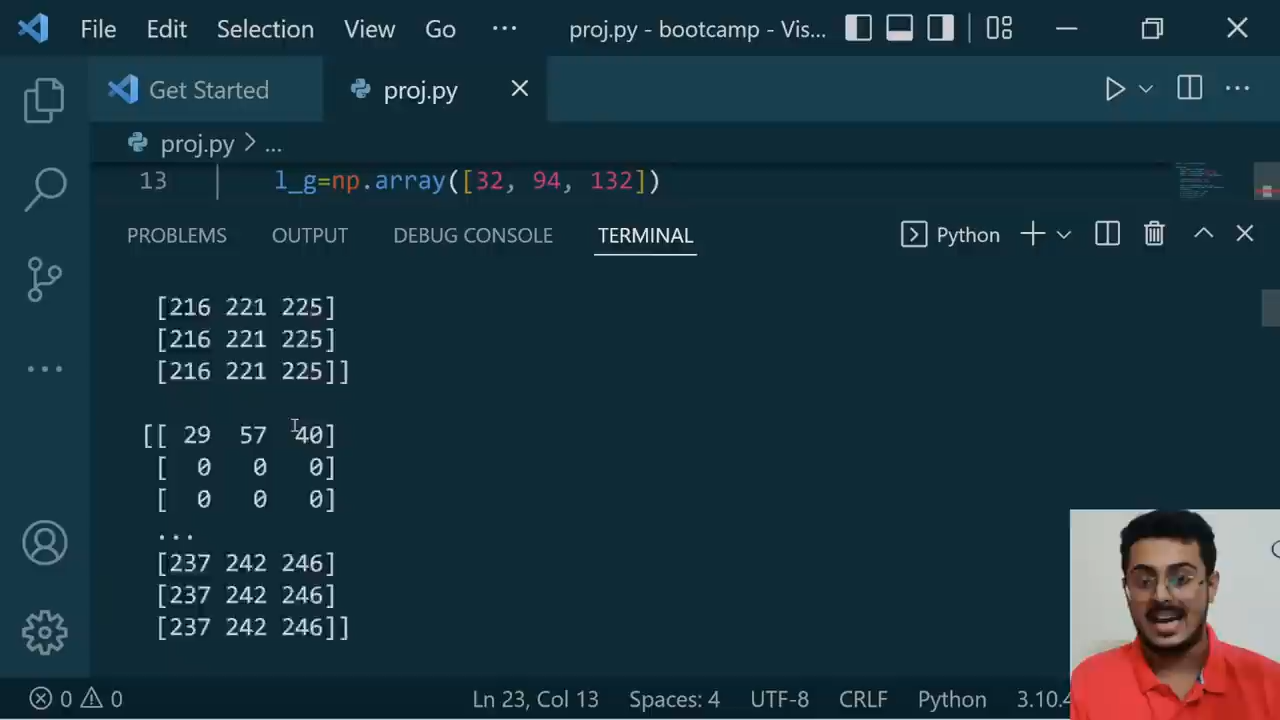 File Edit Selection View Go ··· proj.py - bootcamp - Vis...
Get Started proj.py
proj.py > ...
13 l_g=np.array([32, 94, 132])
PROBLEMS OUTPUT DEBUG CONSOLE TERMINAL Python
[216 221 225]
[216 221 225]
[216 221 225]]
[[ 29 57 40]
[ 0 0 0]
[ 0 0 0]
...
[237 242 246]
[237 242 246]
[237 242 246]]
0 0 Ln 23, Col 13 Spaces: 4 UTF-8 CRLF Python 3.10.4